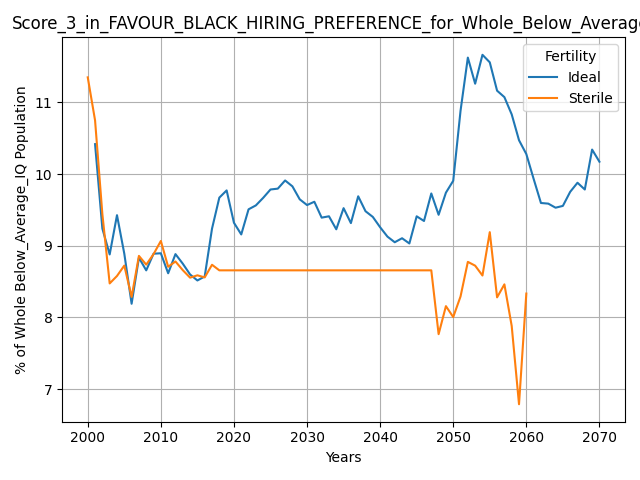 Score_3_in_FAVOUR_BLACK_HIRING_PREFERENCE_for_Whole_Below_Average
Fertility
Ideal
Sterile
% of Whole Below_Average_IQ Population
11
10
9
8
7
2000 2010 2020 2030 2040 2050 2060 2070
Years